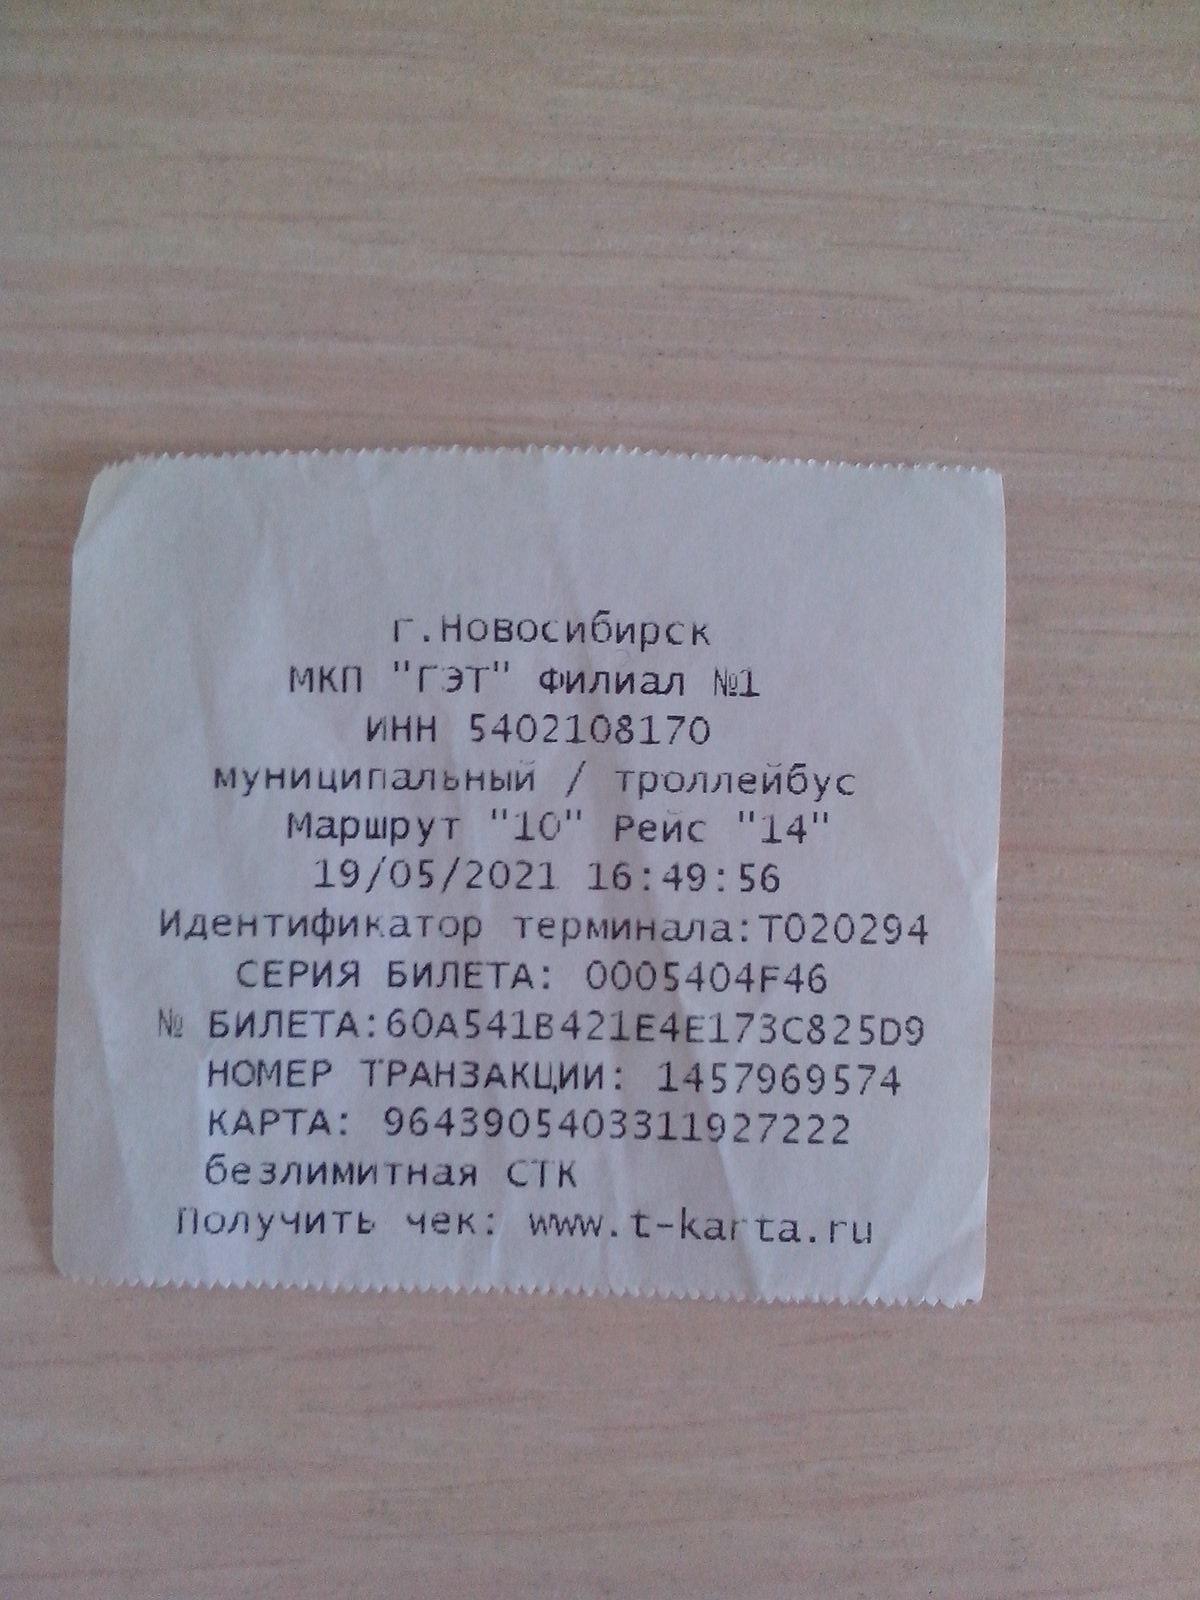 г.Новосибирск
МКП "ГЭТ" Филиал №1
ИНН 5402108170
муниципальный / троллейбус
Маршрут "10" Рейс "14"
19/05/2021 16:49:56
Идентификатор терминала:T020294
СЕРИЯ БИЛЕТА: 0005404F46
№ БИЛЕТА:60A541B421E4E173C825D9
НОМЕР ТРАНЗАКЦИИ: 1457969574
КАРТА: 9643905403311927222
безлимитная СТК
Получить чек: www.t-karta.ru